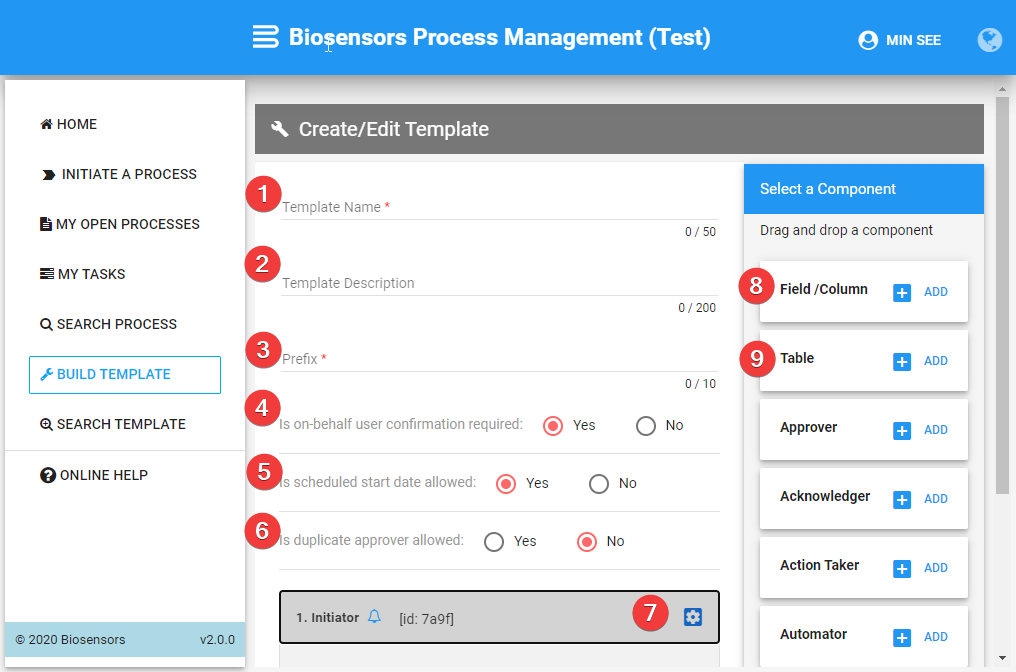 Biosensors Process Management (Test)
MIN SEE
HOME
INITIATE A PROCESS
MY OPEN PROCESSES
MY TASKS
SEARCH PROCESS
BUILD TEMPLATE
SEARCH TEMPLATE
ONLINE HELP
© 2020 Biosensors v2.0.0
Create/Edit Template
1
Template Name *
0 / 50
2
Template Description
0 / 200
3
Prefix *
0 / 10
4
Is on-behalf user confirmation required: Yes No
5
Is scheduled start date allowed: Yes No
6
Is duplicate approver allowed: Yes No
1. Initiator [id: 7a9f] 7
Select a Component
Drag and drop a component
8 Field /Column ADD
9 Table ADD
Approver ADD
Acknowledger ADD
Action Taker ADD
Automator ADD